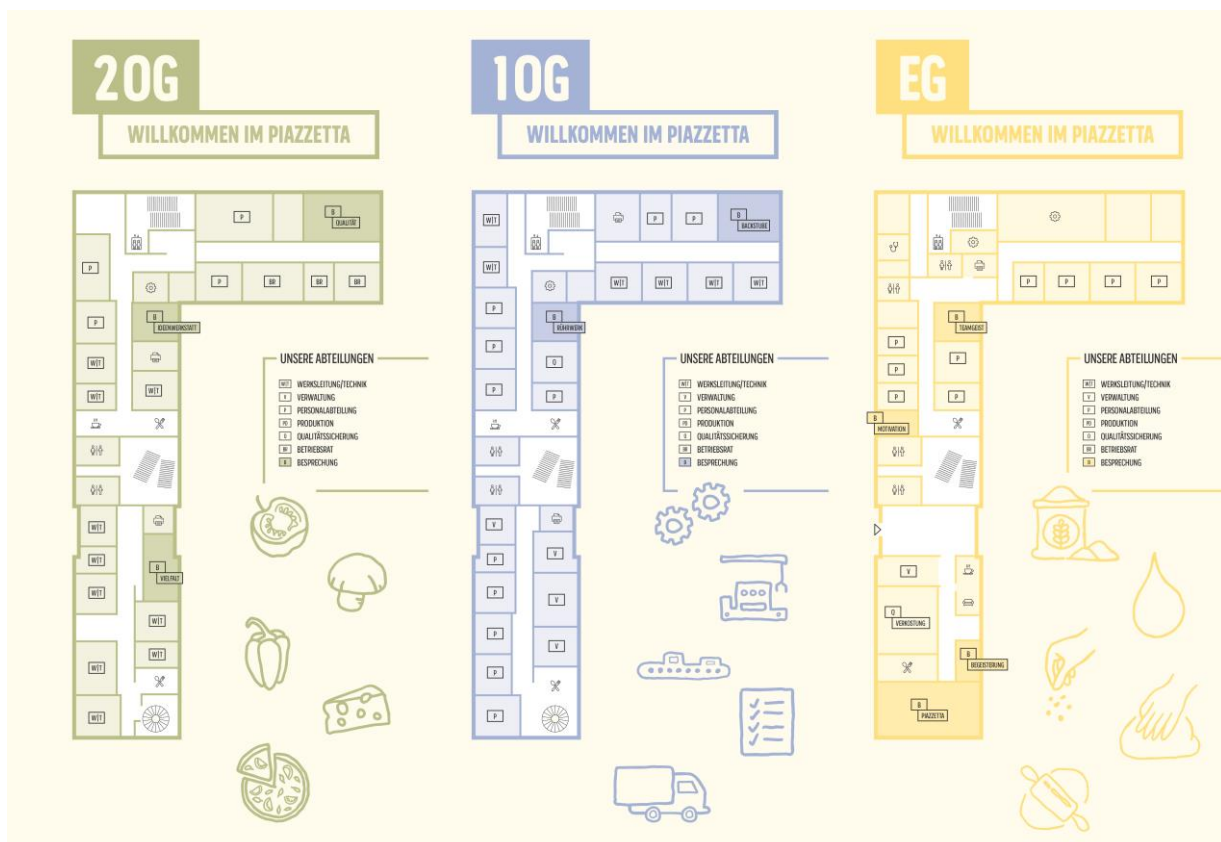 2OG
WILLKOMMEN IM PIAZZETTA
P
B
QUALITÄT
P
P
BR
BR
BR
B
IDEENWERKSTATT
P
W|T
W|T
W|T
W|T
W|T
W|T
B
VIELFALT
W|T
W|T
W|T
W|T
UNSERE ABTEILUNGEN
W|T WERKSLEITUNG/TECHNIK
V VERWALTUNG
P PERSONALABTEILUNG
PD PRODUKTION
Q QUALITÄTSSICHERUNG
BR BETRIEBSRAT
B BESPRECHUNG
1OG
WILLKOMMEN IM PIAZZETTA
W|T
P
P
B
BACKSTUBE
W|T
W|T
W|T
W|T
W|T
P
B
RÜHRWERK
P
Q
P
P
V
P
V
P
V
P
V
P
P
UNSERE ABTEILUNGEN
W|T WERKSLEITUNG/TECHNIK
V VERWALTUNG
P PERSONALABTEILUNG
PD PRODUKTION
Q QUALITÄTSSICHERUNG
BR BETRIEBSRAT
B BESPRECHUNG
EG
WILLKOMMEN IM PIAZZETTA
P
P
P
P
B
TEAMGEIST
P
P
P
P
P
B
MOTIVATION
V
Q
VERKOSTUNG
B
BEGEISTERUNG
B
PIAZZETTA
UNSERE ABTEILUNGEN
W|T WERKSLEITUNG/TECHNIK
V VERWALTUNG
P PERSONALABTEILUNG
PD PRODUKTION
Q QUALITÄTSSICHERUNG
BR BETRIEBSRAT
B BESPRECHUNG